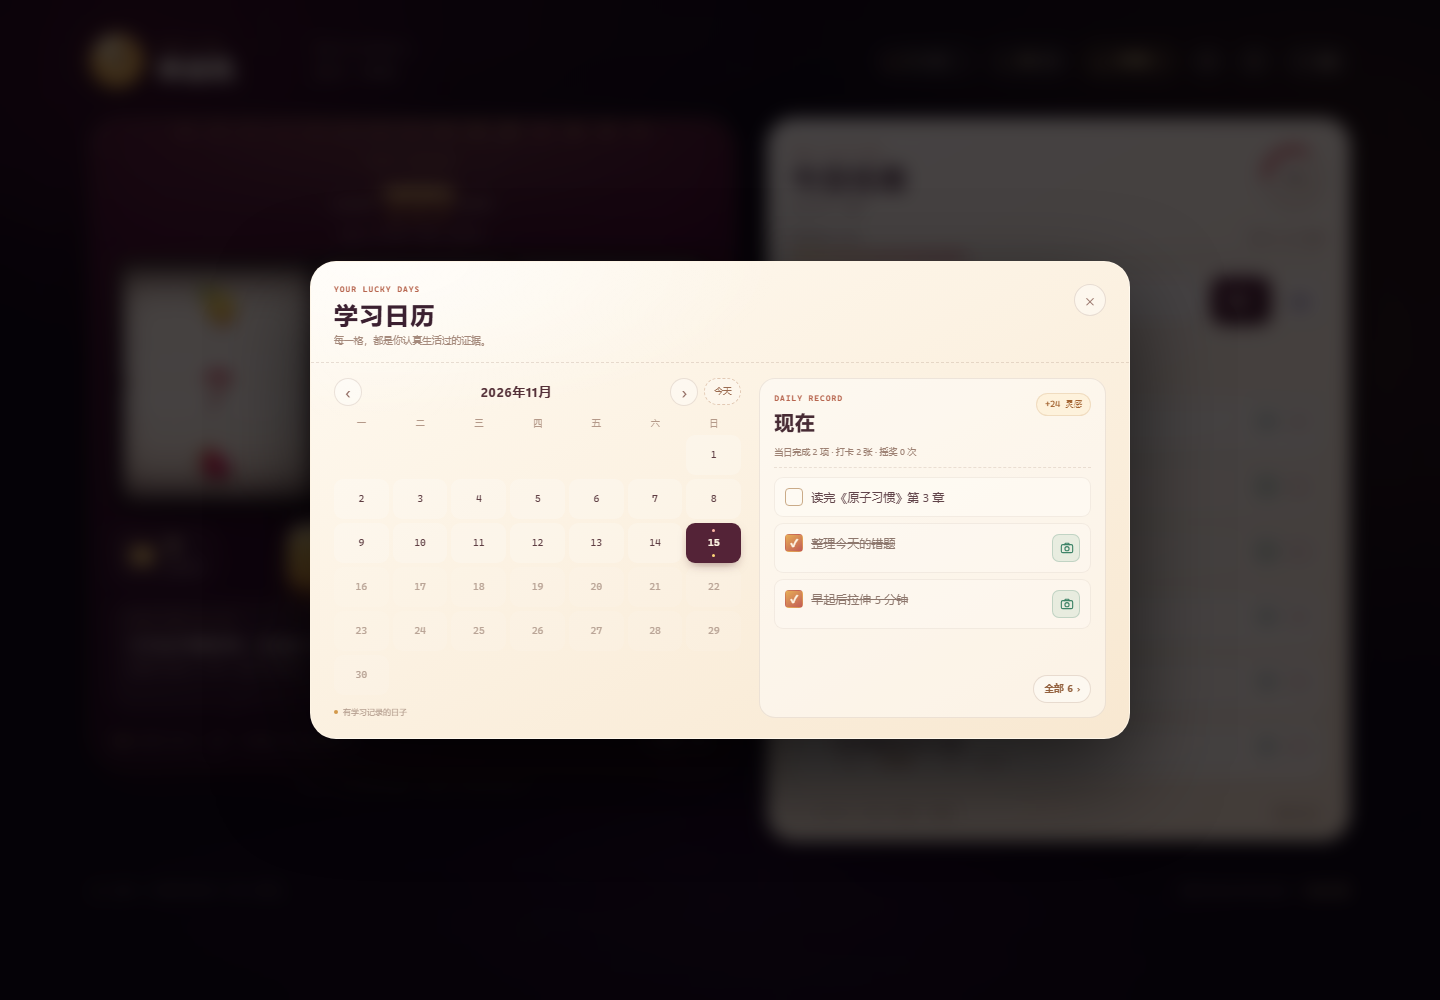 YOUR LUCKY DAYS
学习日历
每一格，都是你认真生活过的证据。
×
‹ 2026年11月 › 今天
一 二 三 四 五 六 日
1
2 3 4 5 6 7 8
9 10 11 12 13 14 15
16 17 18 19 20 21 22
23 24 25 26 27 28 29
30
有学习记录的日子
DAILY RECORD
+24 灵感
现在
当日完成 2 项 · 打卡 2 张 · 摇奖 0 次
读完《原子习惯》第 3 章
整理今天的错题
早起后拉伸 5 分钟
全部 6 ›